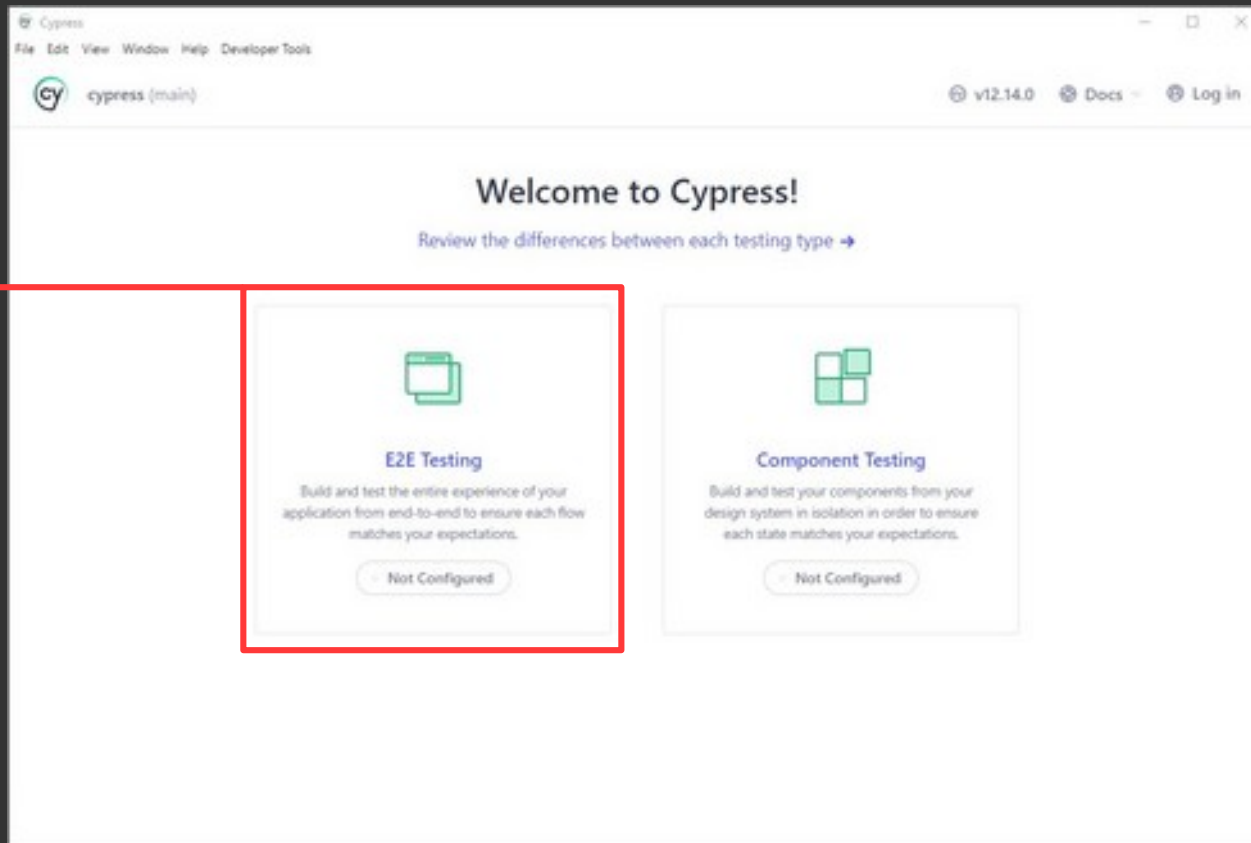 Cypress
File Edit View Window Help Developer Tools
cy cypress (main) v12.14.0 Docs Log in
Welcome to Cypress!
Review the differences between each testing type →
E2E Testing
Build and test the entire experience of your
application from end-to-end to ensure each flow
matches your expectations.
Not Configured
Component Testing
Build and test your components from your
design system in isolation in order to ensure
each state matches your expectations.
Not Configured